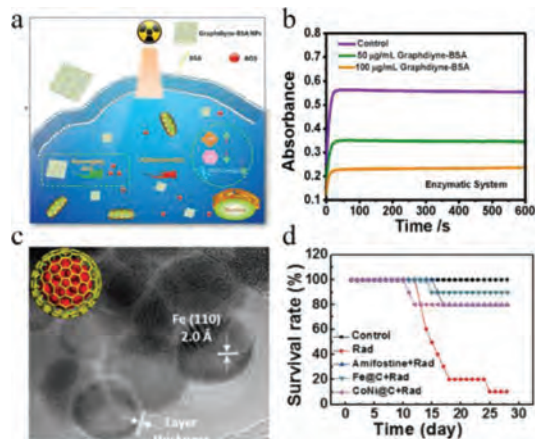 a
Graphdiyne-BSA NPs
BSA
ROS
b
Absorbance
0.8
0.7
0.6
0.5
0.4
0.3
0.2
0.1
Control
50 μg/mL Graphdiyne-BSA
100 μg/mL Graphdiyne-BSA
Enzymatic System
0 100 200 300 400 500 600
Time /s
c
Fe (110)
2.0 Å
Layer
d
Survival rate (%)
120
100
80
60
40
20
0
Control
Rad
Amifostine+Rad
Fe@C+Rad
CoNi@C+Rad
0 5 10 15 20 25 30
Time (day)